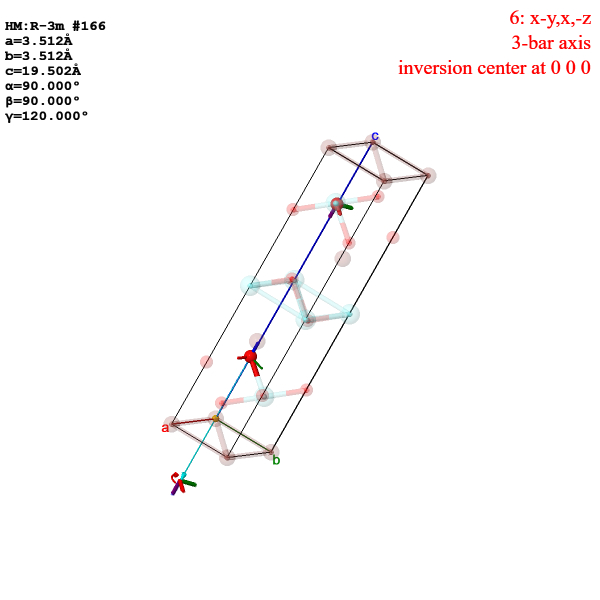 HM:R-3m #166
a=3.512Å
b=3.512Å
c=19.502Å
α=90.000°
β=90.000°
γ=120.000°
6: x-y,x,-z
3-bar axis
inversion center at 0 0 0
c
a
b